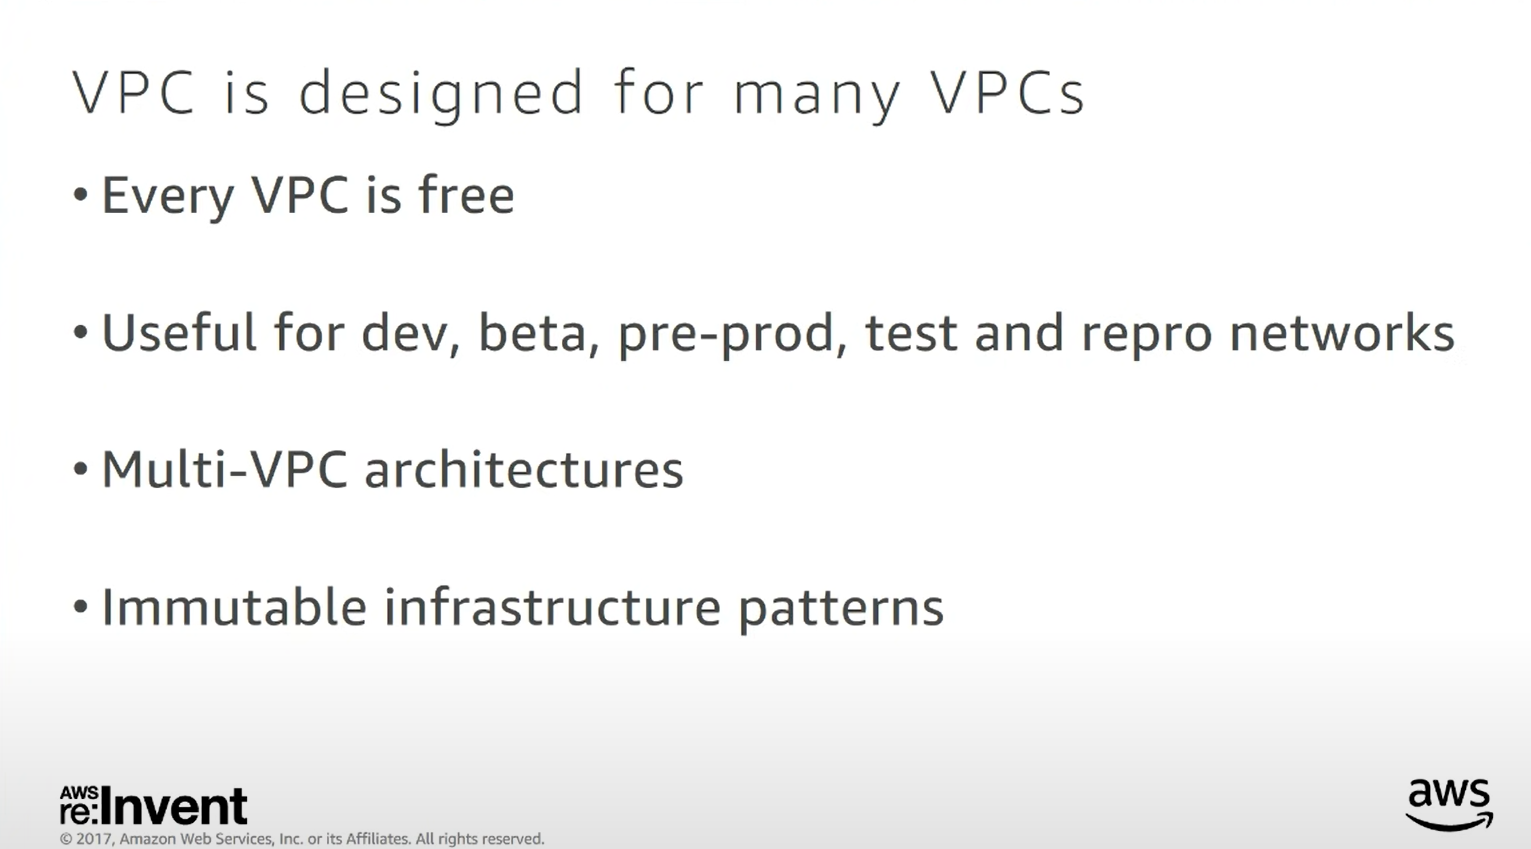 VPC is designed for many VPCs
• Every VPC is free
• Useful for dev, beta, pre-prod, test and repro networks
• Multi-VPC architectures
• Immutable infrastructure patterns
AWS
re:Invent
© 2017, Amazon Web Services, Inc. or its Affiliates. All rights reserved.
aws